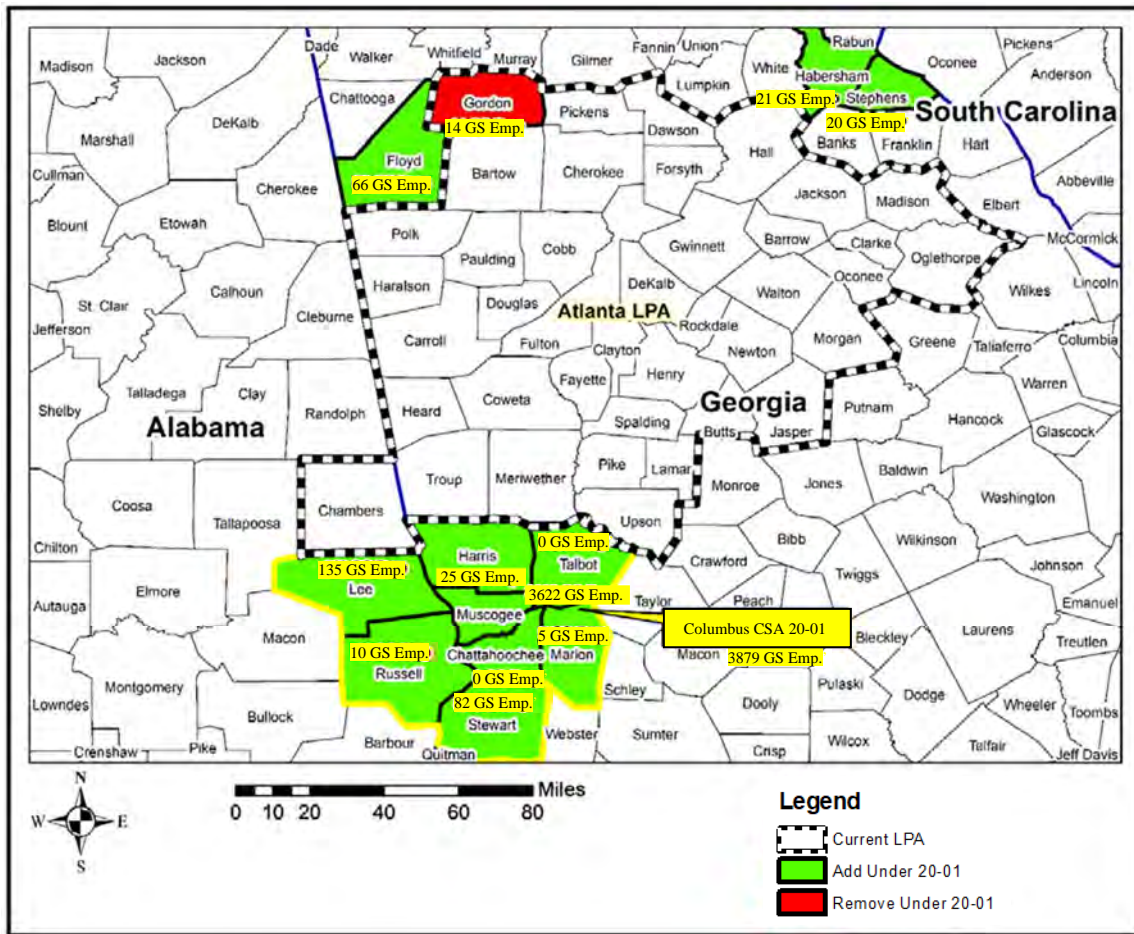 Jackson
Madison
Dade
Walker
Whitfield
Murray
Gilmer
Fannin
Union
Rabun
Oconee
Pickens
Lumpkin
White
Habersham
Anderson
Chattooga
Gordon
Pickens
21 GS Emp.
Stephens
South Carolina
DeKalb
Marshall
14 GS Emp.
Dawson
20 GS Emp.
Hall
Banks
Franklin
Hart
Cullman
Floyd
66 GS Emp.
Bartow
Cherokee
Forsyth
Abbeville
Cherokee
Jackson
Madison
Elbert
Blount
Etowah
Polk
Cobb
Gwinnett
Barrow
Clarke
Oglethorpe
McCormick
Paulding
Oconee
Lincoln
Calhoun
Haralson
DeKalb
Walton
Wilkes
St. Clair
Douglas
Atlanta LPA
Jefferson
Cleburne
Rockdale
Morgan
Greene
Taliaferro
Columbia
Carroll
Fulton
Clayton
Newton
Talladega
Clay
Fayette
Henry
Warren
Shelby
Randolph
Heard
Coweta
Georgia
Putnam
Hancock
Alabama
Spalding
Butts
Jasper
Glascock
Troup
Meriwether
Pike
Lamar
Monroe
Jones
Baldwin
Coosa
Washington
Tallapoosa
Chambers
Upson
Chilton
0 GS Emp.
Bibb
Wilkinson
135 GS Emp.
Harris
Talbot
Crawford
Twiggs
Johnson
Elmore
Lee
25 GS Emp.
Autauga
3622 GS Emp.
Taylor
Peach
Emanuel
Muscogee
Columbus CSA 20-01
Laurens
Macon
5 GS Emp.
Bleckley
Treutlen
10 GS Emp.
Chattahoochee
Marion
Macon
3879 GS Emp.
Montgomery
Russell
0 GS Emp.
Schley
Pulaski
Lowndes
82 GS Emp.
Dooly
Dodge
Wheeler
Bullock
Stewart
Toombs
Crenshaw
Pike
Barbour
Quitman
Webster
Sumter
Crisp
Wilcox
Telfair
Jeff Davis
N
W
E
S
Miles
0 10 20 40 60 80
Legend
Current LPA
Add Under 20-01
Remove Under 20-01